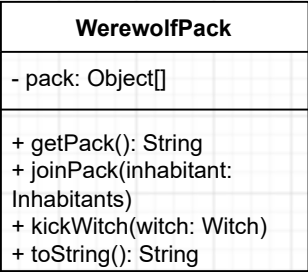 WerewolfPack
- pack: Object[]
+ getPack(): String
+ joinPack(inhabitant:
Inhabitants)
+ kickWitch(witch: Witch)
+ toString(): String